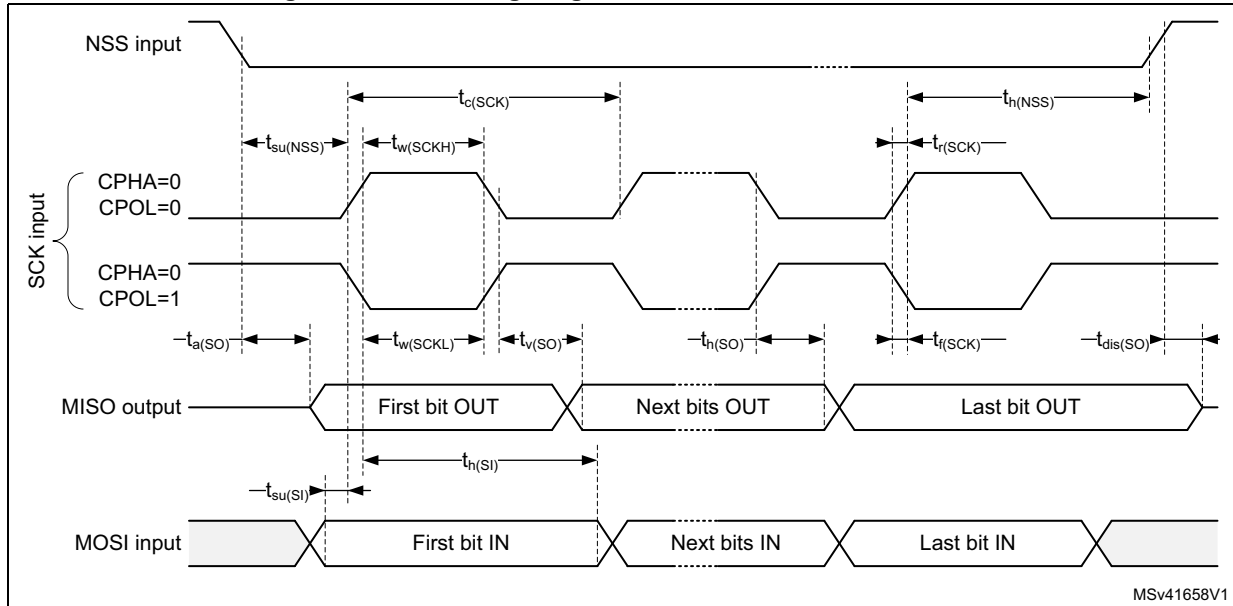 NSS input
tc(SCK)
th(NSS)
tsu(NSS)
tw(SCKH)
tr(SCK)
SCK input
CPHA=0
CPOL=0
CPHA=0
CPOL=1
ta(SO)
tw(SCKL)
tv(SO)
th(SO)
tf(SCK)
tdis(SO)
MISO output
First bit OUT
Next bits OUT
Last bit OUT
th(SI)
tsu(SI)
MOSI input
First bit IN
Next bits IN
Last bit IN
MSv41658V1